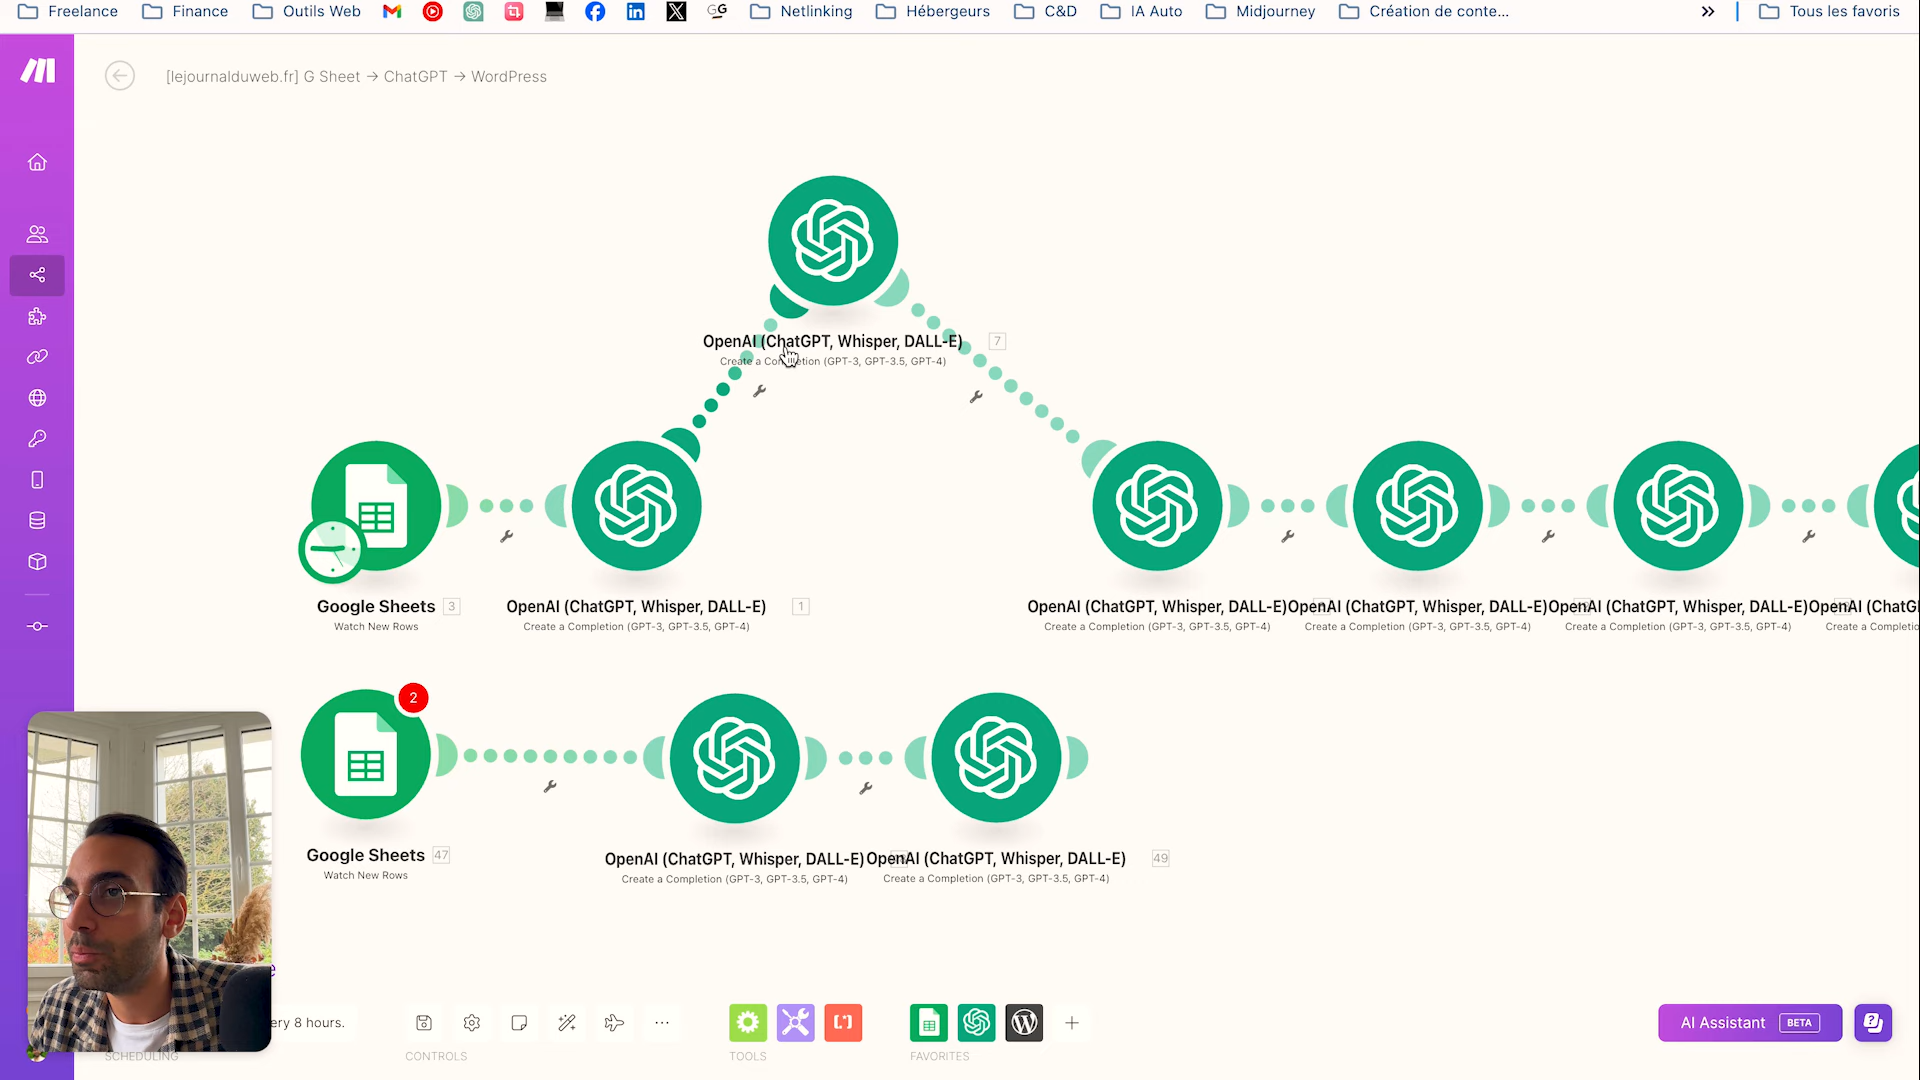 Freelance
Finance
Outils Web
Netlinking
Hébergeurs
C&D
IA Auto
Midjourney
Création de conte...
Tous les favoris
[lejournalduweb.fr] G Sheet → ChatGPT → WordPress
OpenAI (ChatGPT, Whisper, DALL-E) 7
Create a Completion (GPT-3, GPT-3.5, GPT-4)
Google Sheets 3
Watch New Rows
OpenAI (ChatGPT, Whisper, DALL-E) 1
Create a Completion (GPT-3, GPT-3.5, GPT-4)
OpenAI (ChatGPT, Whisper, DALL-E)
Create a Completion (GPT-3, GPT-3.5, GPT-4)
OpenAI (ChatGPT, Whisper, DALL-E)
Create a Completion (GPT-3, GPT-3.5, GPT-4)
OpenAI (ChatGPT, Whisper, DALL-E)
Create a Completion (GPT-3, GPT-3.5, GPT-4)
OpenAI (ChatG
Create a Completio
2
Google Sheets 47
Watch New Rows
OpenAI (ChatGPT, Whisper, DALL-E)
Create a Completion (GPT-3, GPT-3.5, GPT-4)
OpenAI (ChatGPT, Whisper, DALL-E) 49
Create a Completion (GPT-3, GPT-3.5, GPT-4)
ery 8 hours.
SCHEDULING
CONTROLS
TOOLS
FAVORITES
AI Assistant BETA